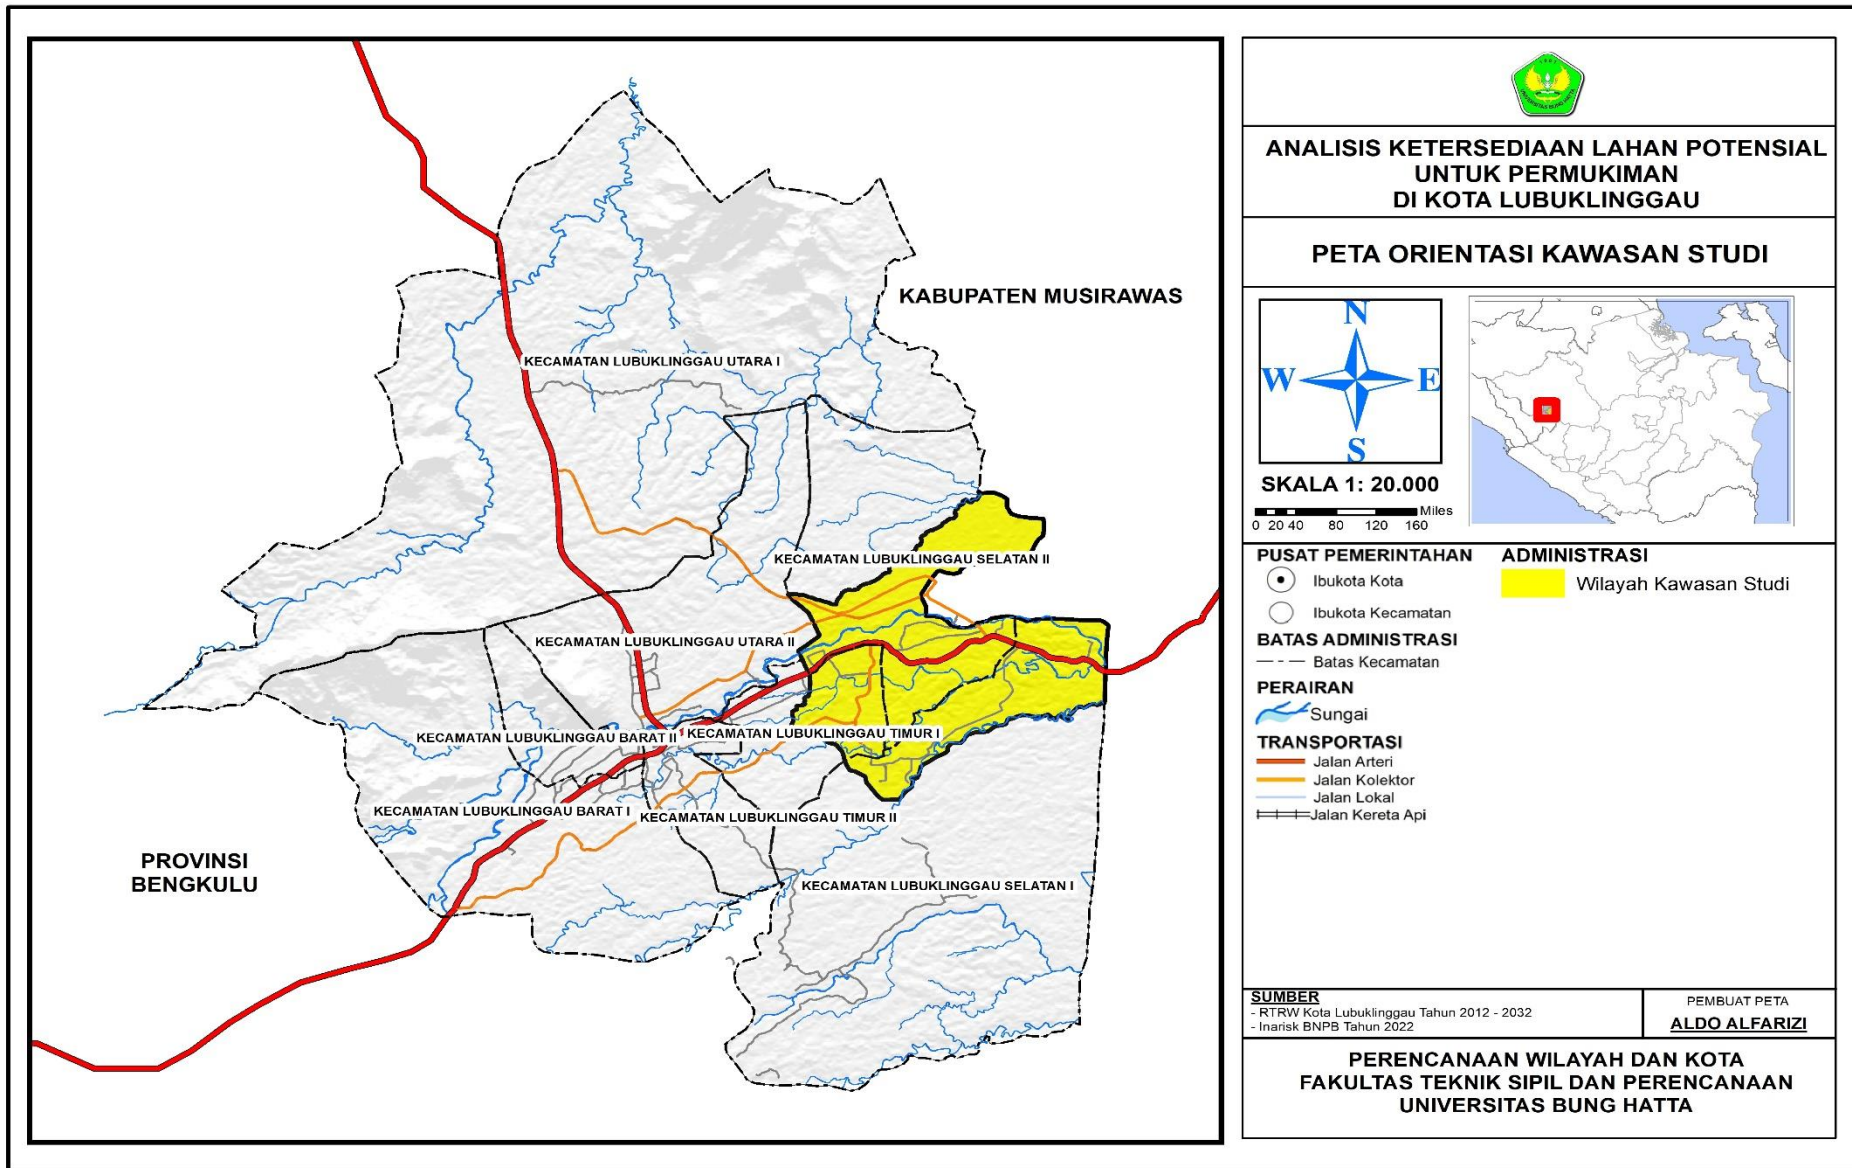 KABUPATEN MUSIRAWAS
KECAMATAN LUBUKLINGGAU UTARA I
KECAMATAN LUBUKLINGGAU SELATAN II
KECAMATAN LUBUKLINGGAU UTARA II
KECAMATAN LUBUKLINGGAU BARAT II
KECAMATAN LUBUKLINGGAU TIMUR I
KECAMATAN LUBUKLINGGAU BARAT I
KECAMATAN LUBUKLINGGAU TIMUR II
PROVINSI
BENGKULU
KECAMATAN LUBUKLINGGAU SELATAN I
UNIVERSITAS BUNG HATTA
ANALISIS KETERSEDIAAN LAHAN POTENSIAL
UNTUK PERMUKIMAN
DI KOTA LUBUKLINGGAU
PETA ORIENTASI KAWASAN STUDI
N
W E
S
SKALA 1: 20.000
Miles
0 20 40 80 120 160
PUSAT PEMERINTAHAN
Ibukota Kota
Ibukota Kecamatan
BATAS ADMINISTRASI
Batas Kecamatan
PERAIRAN
Sungai
TRANSPORTASI
Jalan Arteri
Jalan Kolektor
Jalan Lokal
Jalan Kereta Api
ADMINISTRASI
Wilayah Kawasan Studi
SUMBER
- RTRW Kota Lubuklinggau Tahun 2012 - 2032
- Inarisk BNPB Tahun 2022
PEMBUAT PETA
ALDO ALFARIZI
PERENCANAAN WILAYAH DAN KOTA
FAKULTAS TEKNIK SIPIL DAN PERENCANAAN
UNIVERSITAS BUNG HATTA